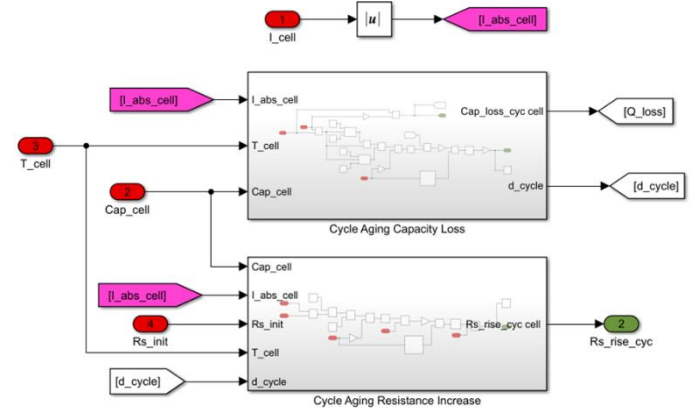 1
|u|
[I_abs_cell]
I_cell
[I_abs_cell]
I_abs_cell
Cap_loss_cyc cell
[Q_loss]
3
T_cell
T_cell
2
Cap_cell
d_cycle
[d_cycle]
Cap_cell
Cycle Aging Capacity Loss
Cap_cell
[I_abs_cell]
I_abs_cell
4
Rs_init
Rs_rise_cyc cell
2
Rs_init
Rs_rise_cyc
T_cell
[d_cycle]
d_cycle
Cycle Aging Resistance Increase